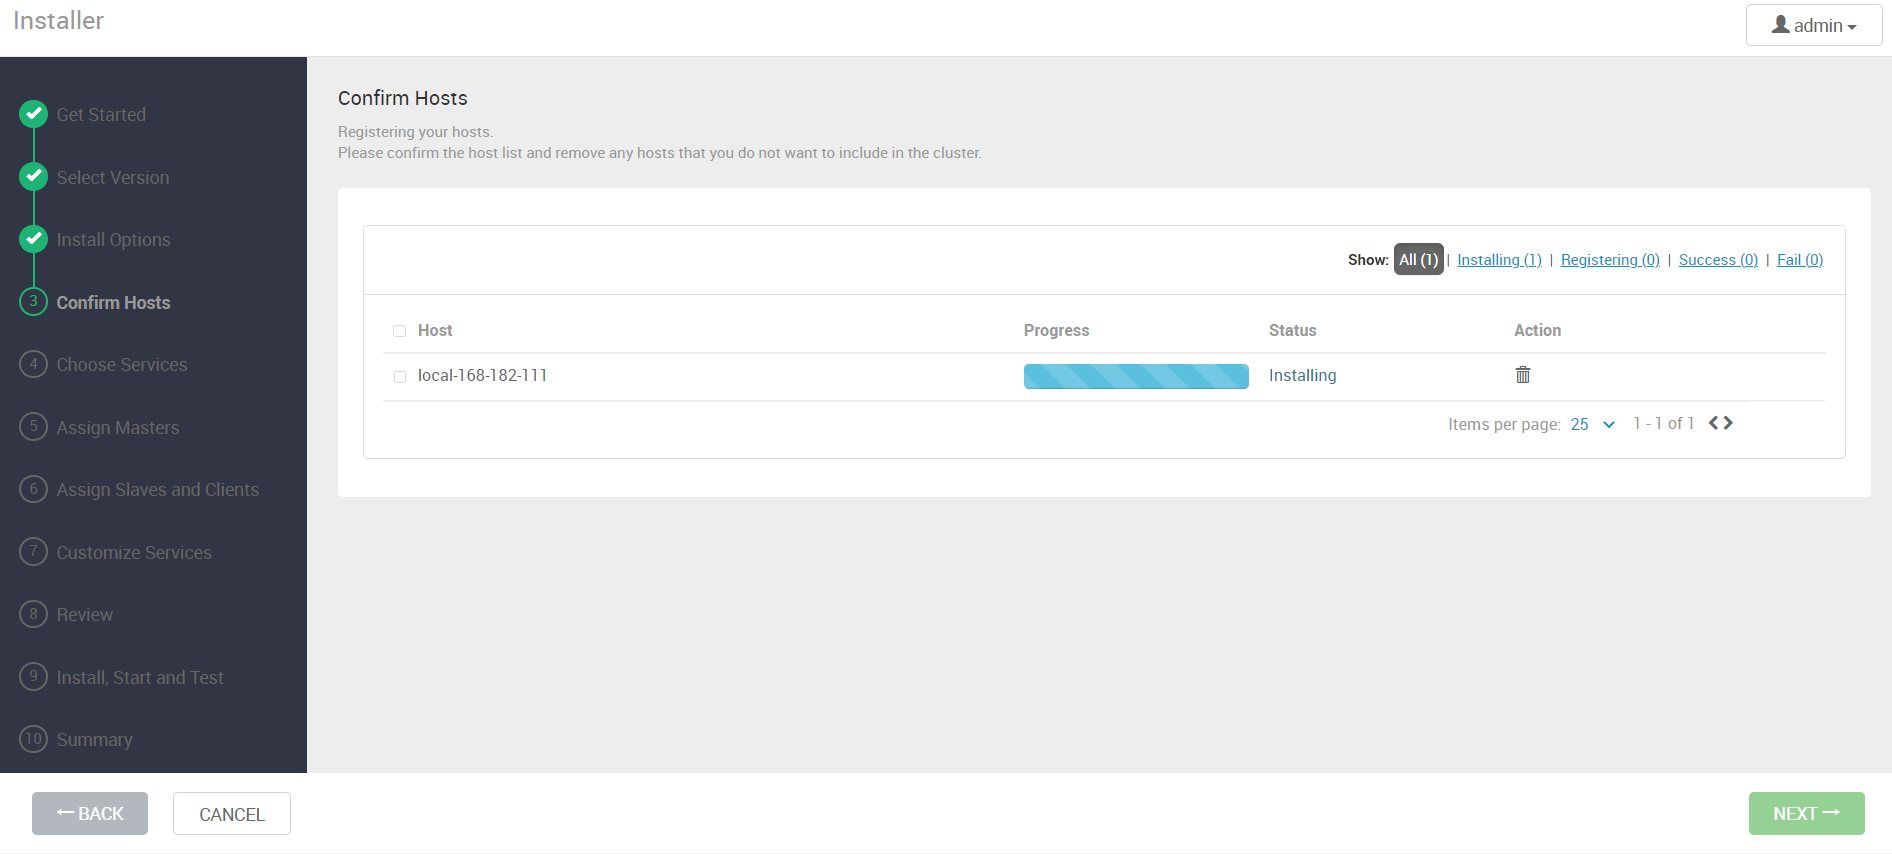 Installer
admin
Get Started
Select Version
Install Options
3 Confirm Hosts
4 Choose Services
5 Assign Masters
6 Assign Slaves and Clients
7 Customize Services
8 Review
9 Install, Start and Test
10 Summary
Confirm Hosts
Registering your hosts.
Please confirm the host list and remove any hosts that you do not want to include in the cluster.
Show: All (1) | Installing (1) | Registering (0) | Success (0) | Fail (0)
Host Progress Status Action
local-168-182-111 Installing
Items per page: 25 1 - 1 of 1
← BACK CANCEL NEXT →